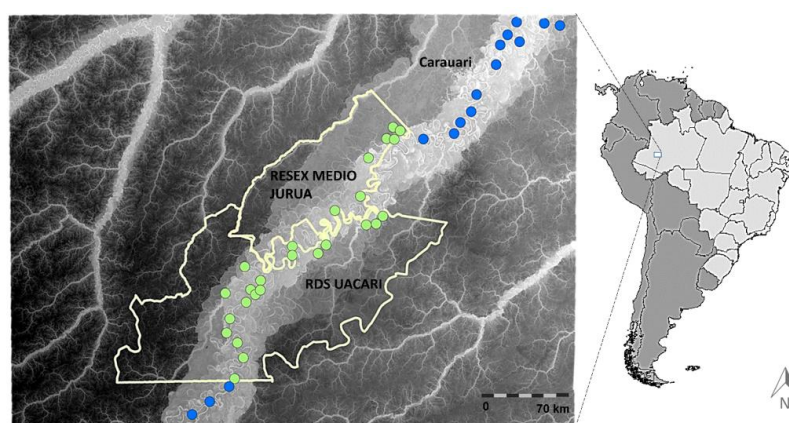 Carauari
RESEX MEDIO
JURUA
RDS UACARI
0 70 km
N